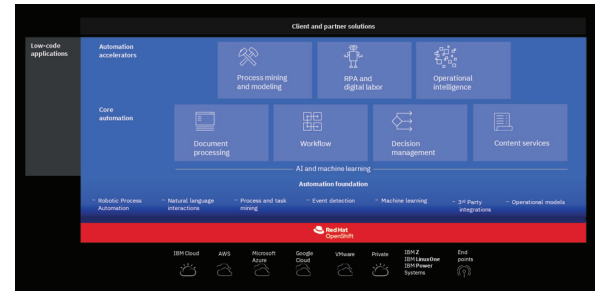 Client and partner solutions
Low-code
applications
Automation
accelerators
Process mining
and modeling
RPA and
digital labor
Operational
intelligence
Core
automation
Document
processing
Workflow
Decision
management
Content services
AI and machine learning
Automation foundation
– Robotic Process
Automation
– Natural language
interactions
– Process and task
mining
– Event detection
– Machine learning
– 3rd Party
integrations
– Operational models
Red Hat
OpenShift
IBM Cloud
AWS
Microsoft
Azure
Google
Cloud
VMware
Private
IBM Z
IBM LinuxOne
IBM Power
Systems
End
points